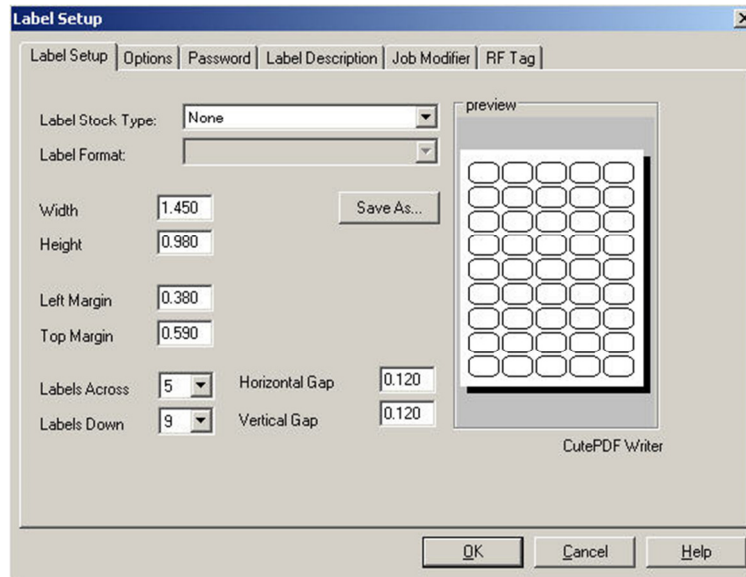 Label Setup
Label Setup Options Password Label Description Job Modifier RF Tag
Label Stock Type: None
Label Format:
Width 1.450 Save As...
Height 0.980
Left Margin 0.380
Top Margin 0.590
Labels Across 5 Horizontal Gap 0.120
Labels Down 9 Vertical Gap 0.120
preview
CutePDF Writer
OK Cancel Help